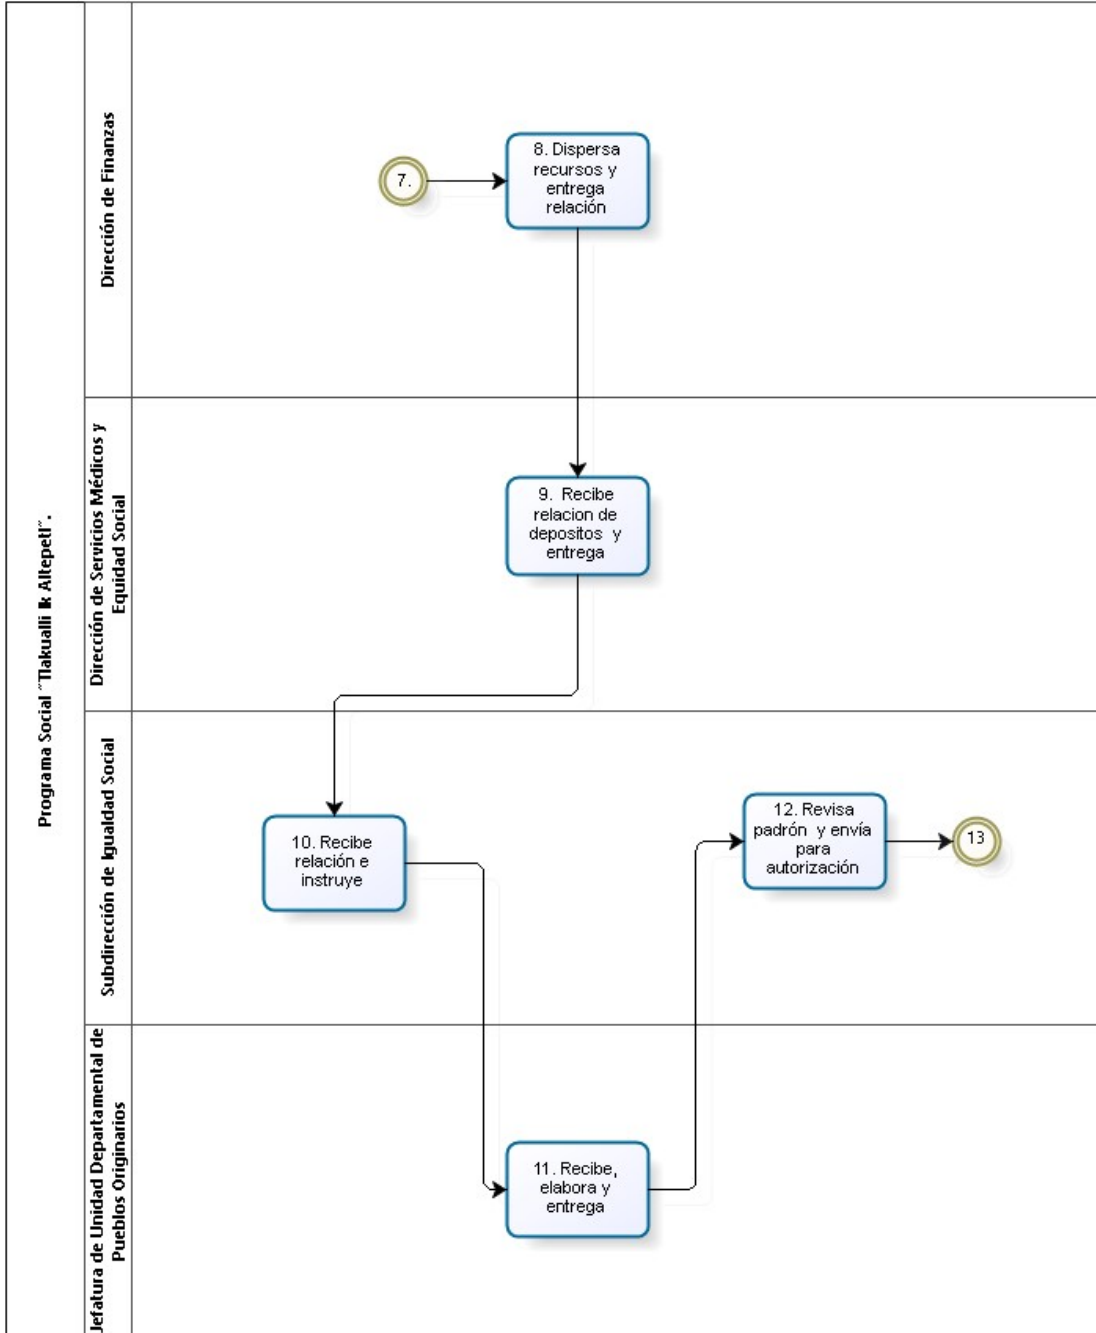 Programa Social "Tlakualli Ik Altepetl".
Dirección de Finanzas
7.
8. Dispersa
recursos y
entrega
relación
Dirección de Servicios Médicos y
Equidad Social
9. Recibe
relacion de
depositos y
entrega
Subdirección de Igualdad Social
10. Recibe
relación e
instruye
12. Revisa
padrón y envía
para
autorización
13
Jefatura de Unidad Departamental de
Pueblos Originarios
11. Recibe,
elabora y
entrega